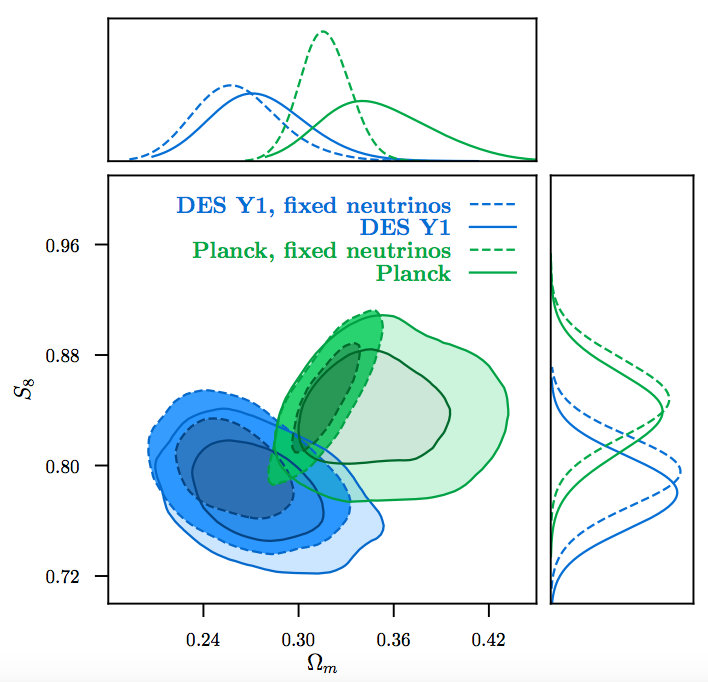 DES Y1, fixed neutrinos
DES Y1
Planck, fixed neutrinos
Planck
0.96
0.88
0.80
0.72
S₈
0.24 0.30 0.36 0.42
Ωₘ